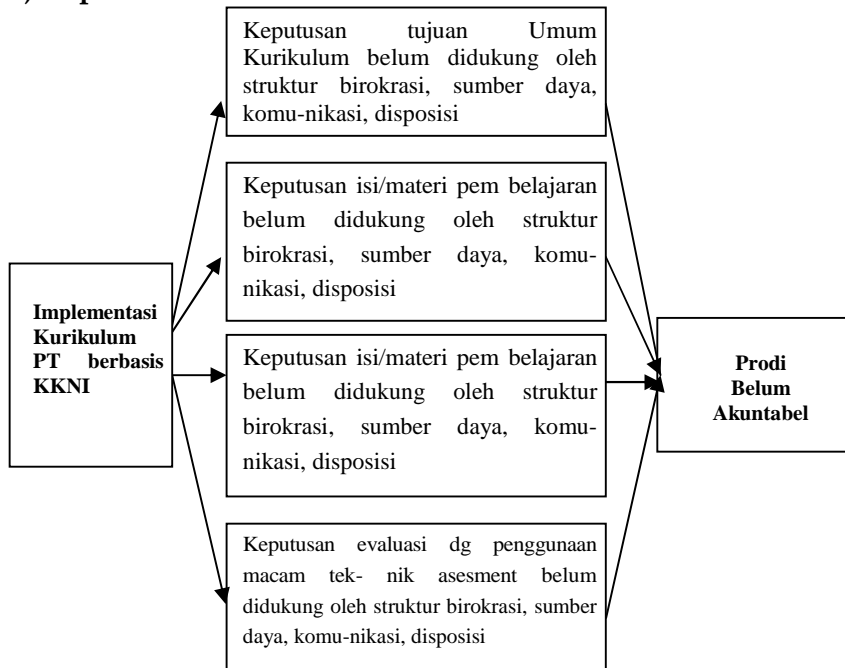 Keputusan tujuan Umum
Kurikulum belum didukung oleh
struktur birokrasi, sumber daya,
komu-nikasi, disposisi
Keputusan isi/materi pem belajaran
belum didukung oleh struktur
birokrasi, sumber daya, komu-
nikasi, disposisi
Implementasi
Kurikulum
PT berbasis
KKNI
Keputusan isi/materi pem belajaran
belum didukung oleh struktur
birokrasi, sumber daya, komu-
nikasi, disposisi
Prodi
Belum
Akuntabel
Keputusan evaluasi dg penggunaan
macam tek- nik asesment belum
didukung oleh struktur birokrasi, sumber
daya, komu-nikasi, disposisi